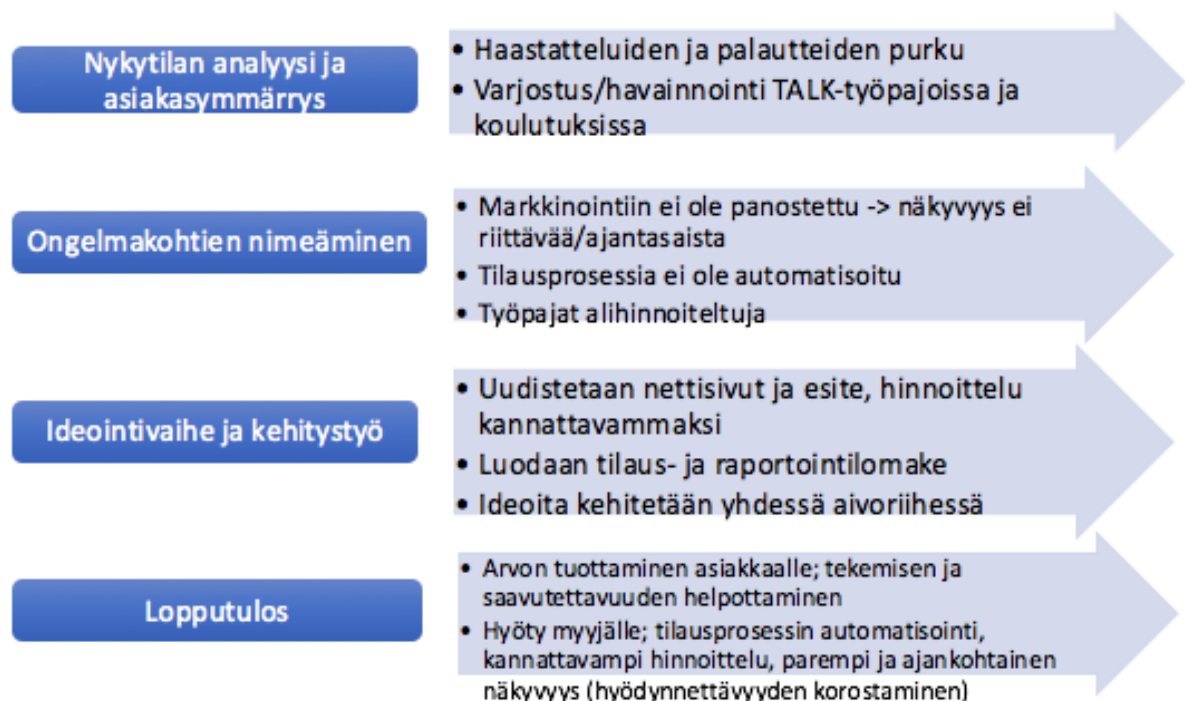 Nykytilan analyysi ja
asiakasymmärrys
• Haastatteluiden ja palautteiden purku
• Varjostus/havainnointi TALK-työpajoissa ja
koulutuksissa
Ongelmakohtien nimeäminen
• Markkinointiin ei ole panostettu -> näkyvyys ei
riittävää/ajantasaista
• Tilausprosessia ei ole automatisoitu
• Työpajat alihinnoiteltuja
Ideointivaihe ja kehitystyö
• Uudistetaan nettisivut ja esite, hinnoittelu
kannattavammaksi
• Luodaan tilaus- ja raportointilomake
• Ideoita kehitetään yhdessä aivoriihessä
Lopputulos
• Arvon tuottaminen asiakkaalle; tekemisen ja
saavutettavuuden helpottaminen
• Hyöty myyjälle; tilausprosessin automatisointi,
kannattavampi hinnoittelu, parempi ja ajankohtainen
näkyvyys (hyödynnettävyyden korostaminen)